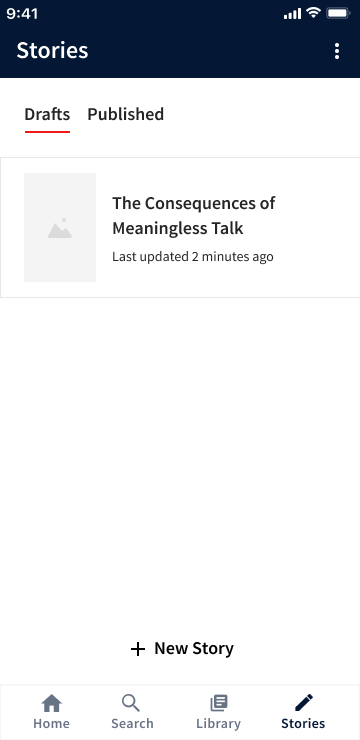 9:41
Stories
Drafts Published
The Consequences of
Meaningless Talk
Last updated 2 minutes ago
New Story
Home Search Library Stories